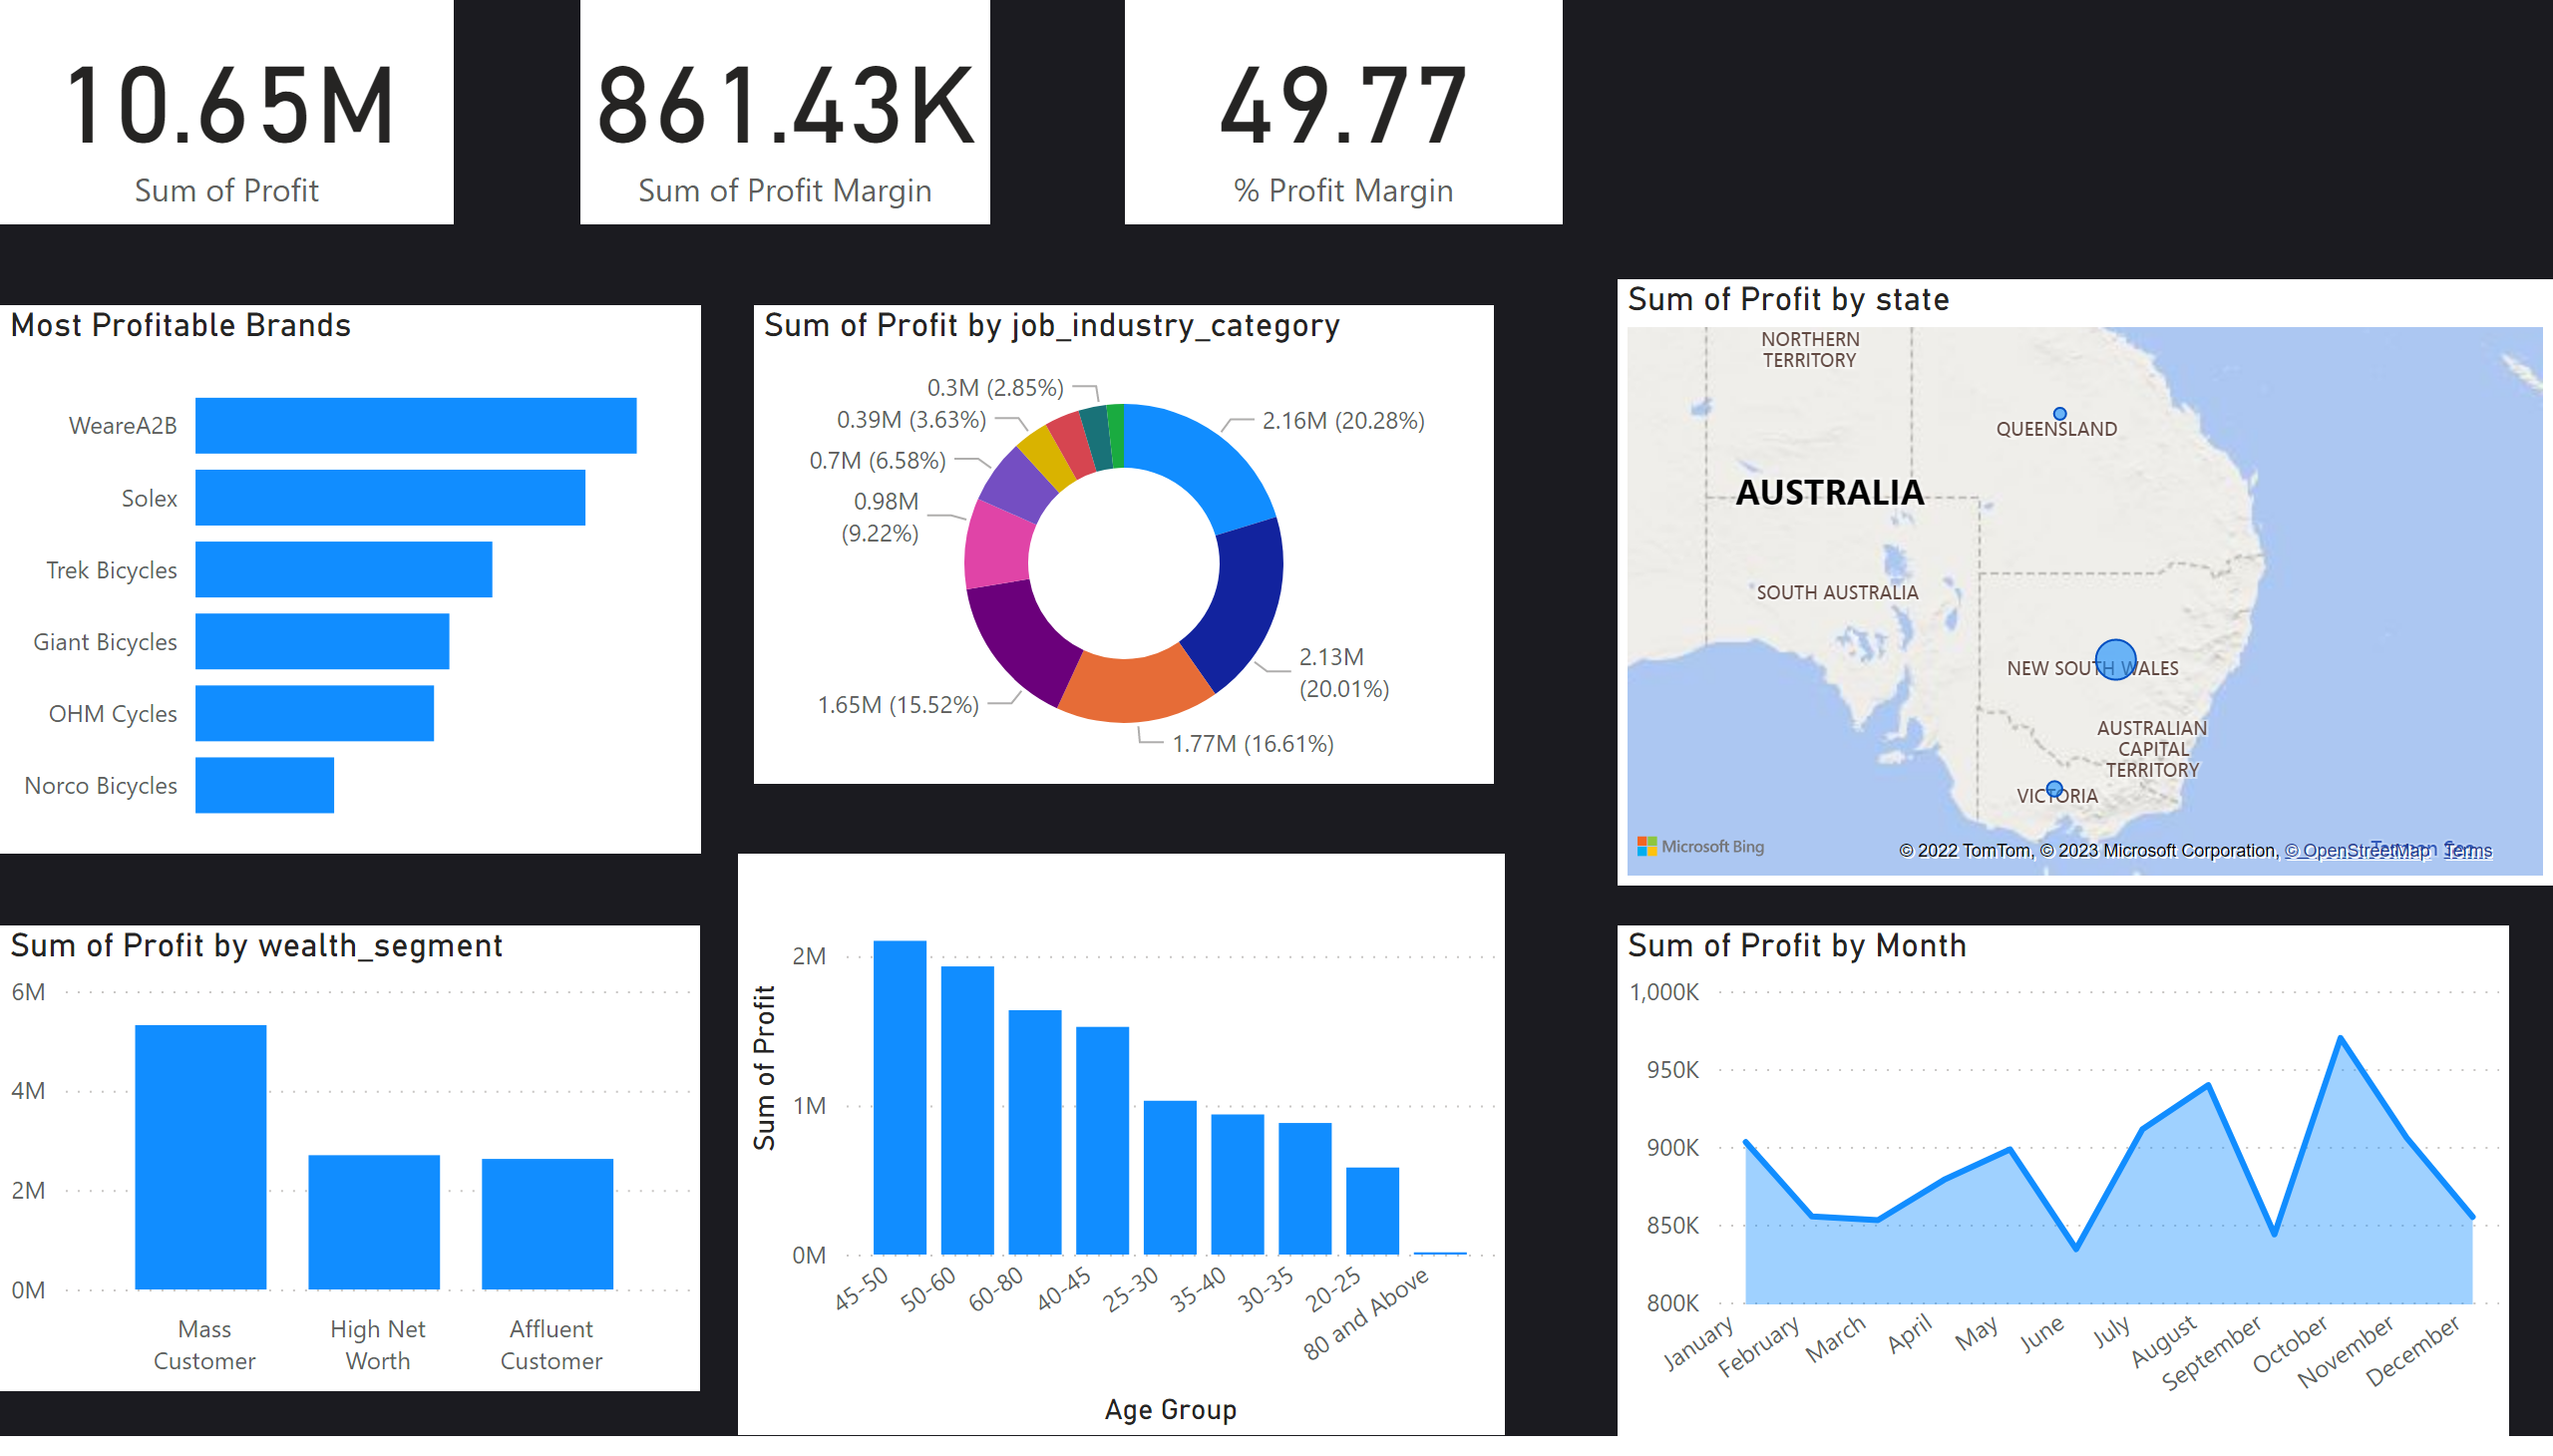 10.65M
Sum of Profit
861.43K
Sum of Profit Margin
49.77
% Profit Margin
Most Profitable Brands
WeareA2B
Solex
Trek Bicycles
Giant Bicycles
OHM Cycles
Norco Bicycles
Sum of Profit by job_industry_category
0.3M (2.85%)
0.39M (3.63%)
0.7M (6.58%)
0.98M
(9.22%)
1.65M (15.52%)
2.16M (20.28%)
2.13M
(20.01%)
1.77M (16.61%)
Sum of Profit by state
NORTHERN
TERRITORY
QUEENSLAND
AUSTRALIA
SOUTH AUSTRALIA
NEW SOUTH WALES
AUSTRALIAN
CAPITAL
TERRITORY
VICTORIA
Microsoft Bing
© 2022 TomTom, © 2023 Microsoft Corporation, © OpenStreetMap Terms
Sum of Profit by wealth_segment
6M
4M
2M
0M
Mass
Customer
High Net
Worth
Affluent
Customer
Sum of Profit
2M
1M
0M
45-50
50-60
60-80
40-45
25-30
35-40
30-35
20-25
80 and Above
Age Group
Sum of Profit by Month
1,000K
950K
900K
850K
800K
January
February
March
April
May
June
July
August
September
October
November
December